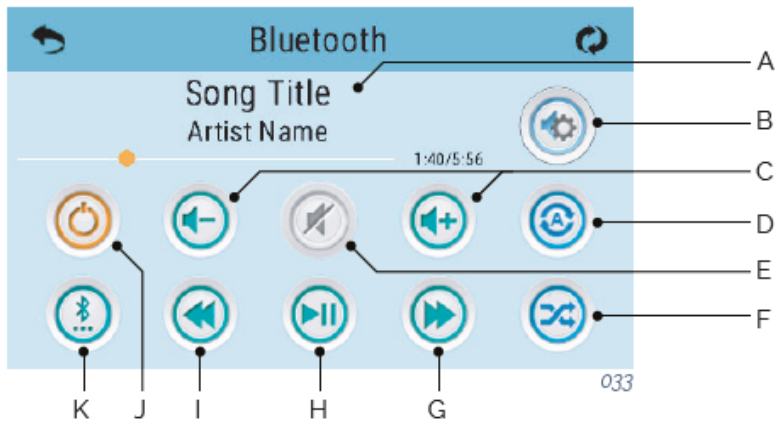 Bluetooth
A
Song Title
Artist Name
B
1:40/5:56
C
A
D
E
F
033
K
J
I
H
G